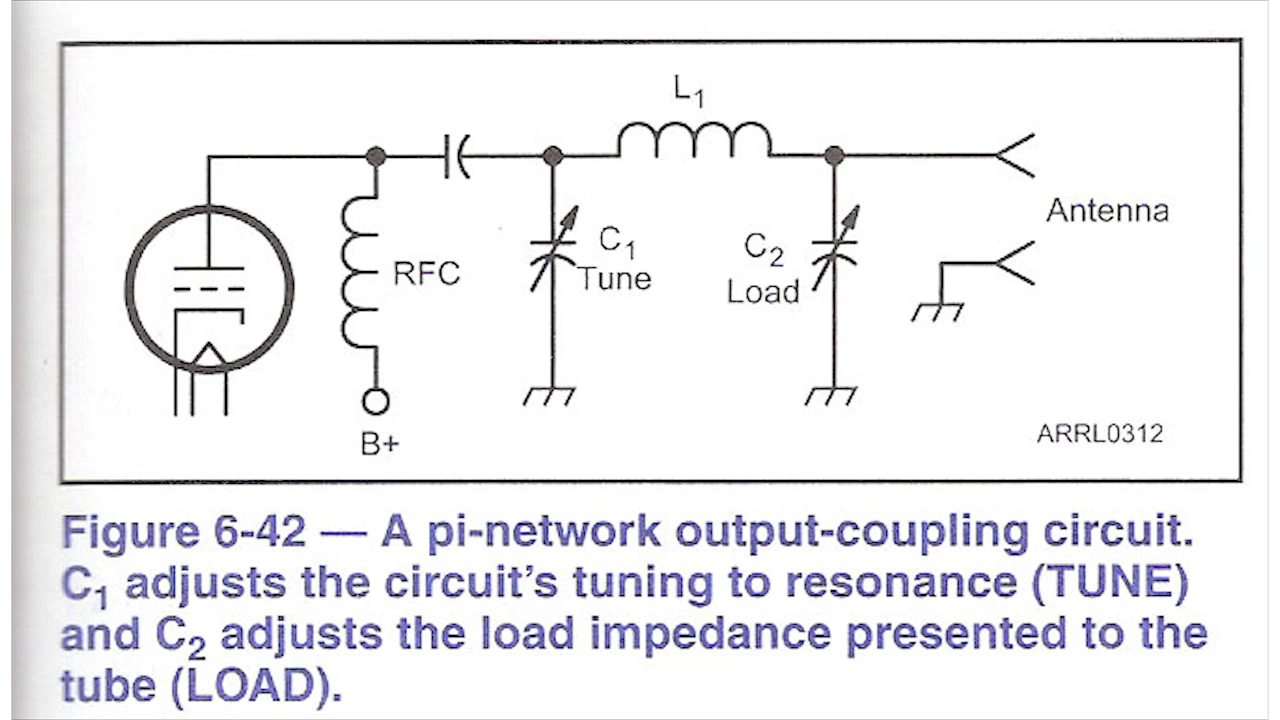 L1
RFC
C1
Tune
C2
Load
Antenna
B+
ARRL0312
Figure 6-42 — A pi-network output-coupling circuit.
C1 adjusts the circuit’s tuning to resonance (TUNE)
and C2 adjusts the load impedance presented to the
tube (LOAD).